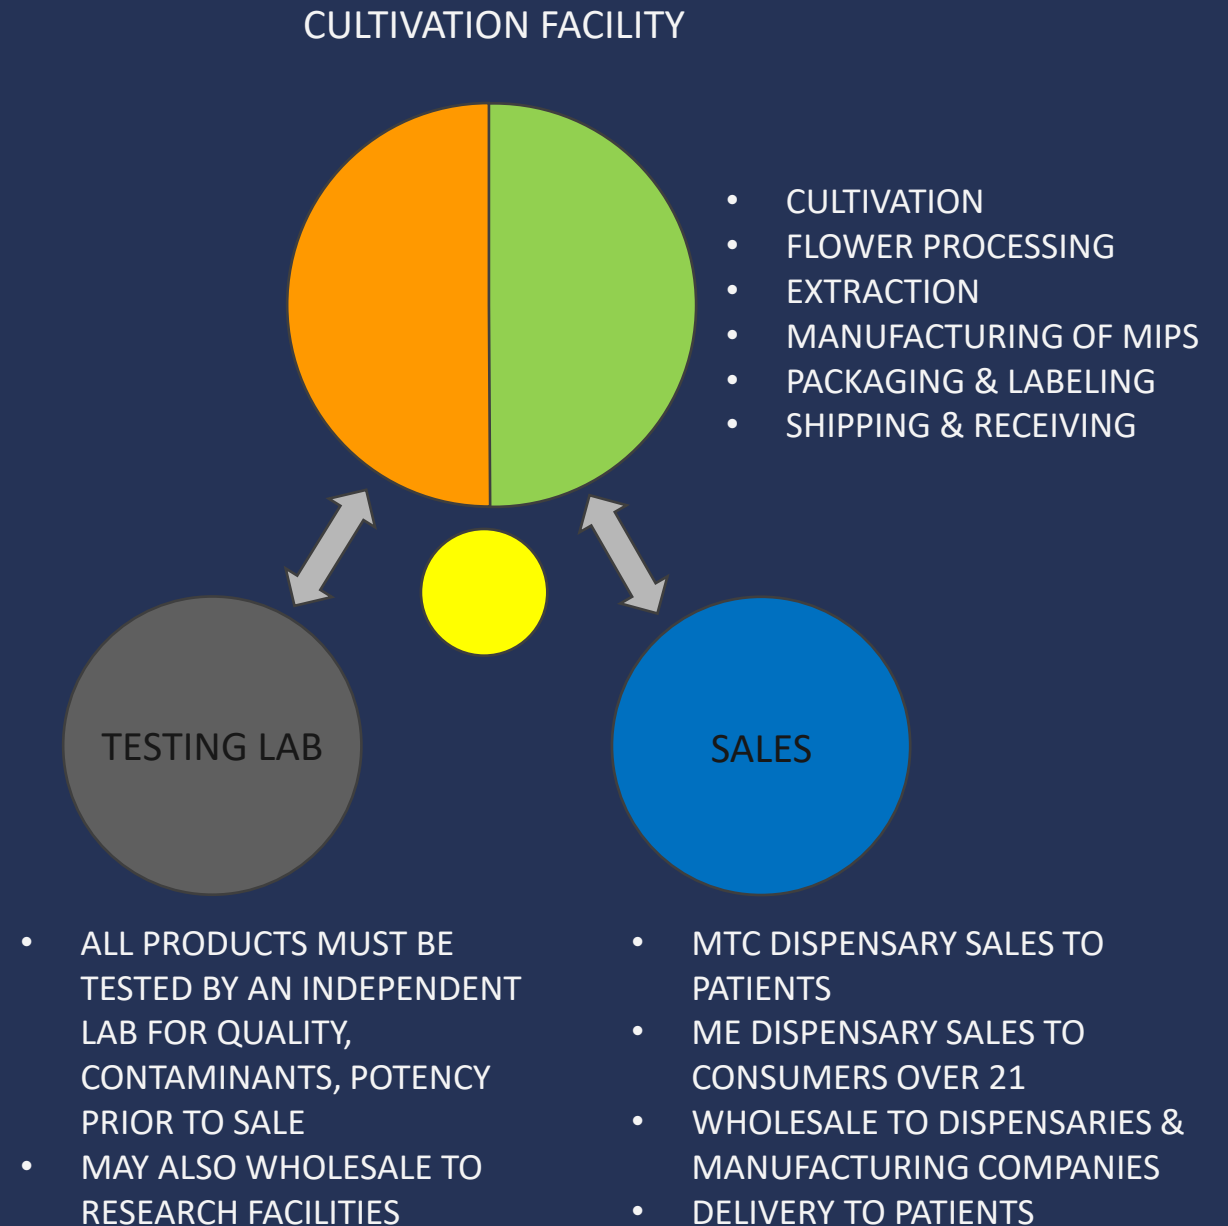 CULTIVATION FACILITY
• CULTIVATION
• FLOWER PROCESSING
• EXTRACTION
• MANUFACTURING OF MIPS
• PACKAGING & LABELING
• SHIPPING & RECEIVING
TESTING LAB
SALES
• ALL PRODUCTS MUST BE
TESTED BY AN INDEPENDENT
LAB FOR QUALITY,
CONTAMINANTS, POTENCY
PRIOR TO SALE
• MAY ALSO WHOLESALE TO
RESEARCH FACILITIES
• MTC DISPENSARY SALES TO
PATIENTS
• ME DISPENSARY SALES TO
CONSUMERS OVER 21
• WHOLESALE TO DISPENSARIES &
MANUFACTURING COMPANIES
• DELIVERY TO PATIENTS